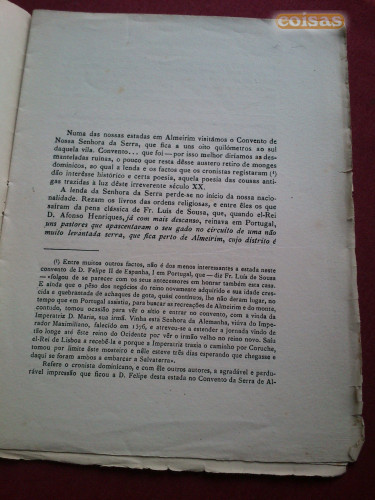 coisas
Numa das nossas estadas em Almeirim visitámos o Convento de
Nossa Senhora da Serra, que fica a uns oito quilómetros ao sul
daquela vila. Convento... que foi — por isso melhor diríamos as des-
manteladas ruínas, o pouco que resta dêsse austero retiro de monges
domínicos, ao qual a lenda e os factos que os cronistas registaram (¹)
dão interêsse histórico e certa poesia, aquela poesia das cousas anti-
gas trazidas à luz dêste irreverente século XX.
A lenda da Senhora da Serra perde-se no início da nossa nacio-
nalidade. Rezam os livros das ordens religiosas, e entre êles os que
saíram da pena clássica de Fr. Luís de Sousa, que, quando el-Rei
D. Afonso Henriques, já com mais descanso, reinava em Portugal,
uns pastores que apascentavam o seu gado no circuito de uma não
muito levantada serra, que fica perto de Almeirim, cujo distrito é
(¹) Entre muitos outros factos, não é dos menos interessantes a estada neste
convento de D. Felipe II de Espanha, I em Portugal, que — diz Fr. Luís de Sousa
— «folgou de se parecer com os seus antecessores em honrar também esta casa.
E ainda que o pêso dos negócios do reino novamente adquirido e sua idade cres-
cida e quebrantada de achaques de gota, quási contínuos, lhe não deram lugar, no
tempo que em Portugal assistiu, para buscar as recreações de Almeirim e do monte,
contudo, tomou ocasião para vêr o sítio e entrar no convento, com a vinda da
Imperatriz D. Maria, sua irmã. Vinha esta Senhora da Alemanha, viúva do Impe-
rador Maximiliano, falecido em 1576, e atreveu-se a estender a jornada vindo de
tão longe até êste reino do Ocidente por vêr o irmão velho no reino novo. Saiu
el-Rei de Lisboa a recebê-la e porque a Imperatriz trazia o caminho por Coruche,
tomou por limite dêste mosteiro e nêle esteve três dias esperando que chegasse e
daqui se foram ambos a embarcar a Salvaterra».
Refere o cronista dominicano, e com êle outros autores, a agradável e perdu-
rável impressão que ficou a D. Felipe desta estada no Convento da Serra de Al-